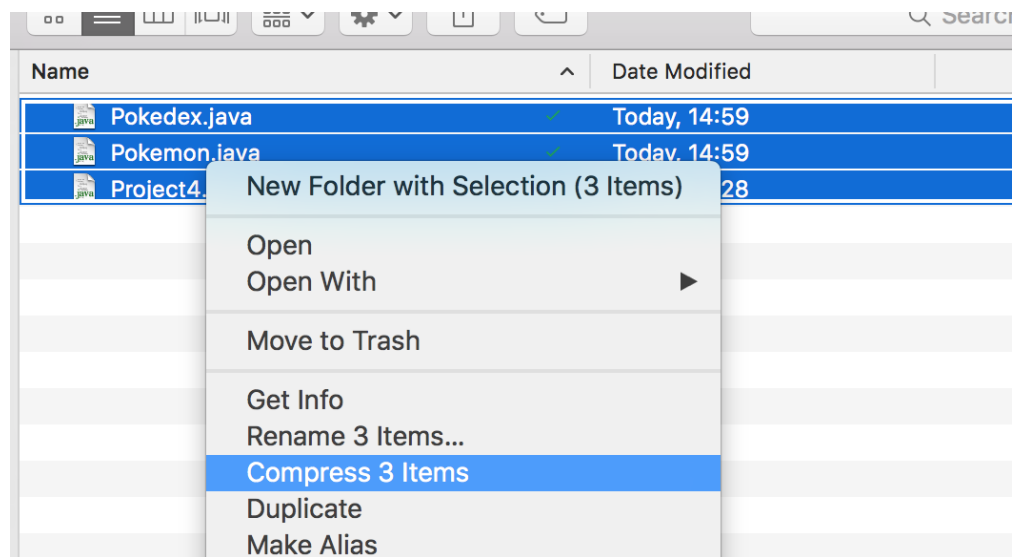 Search
Name Date Modified
Pokedex.java Today, 14:59
Pokemon.java Today, 14:59
Project4. 28
New Folder with Selection (3 Items)
Open
Open With
Move to Trash
Get Info
Rename 3 Items...
Compress 3 Items
Duplicate
Make Alias